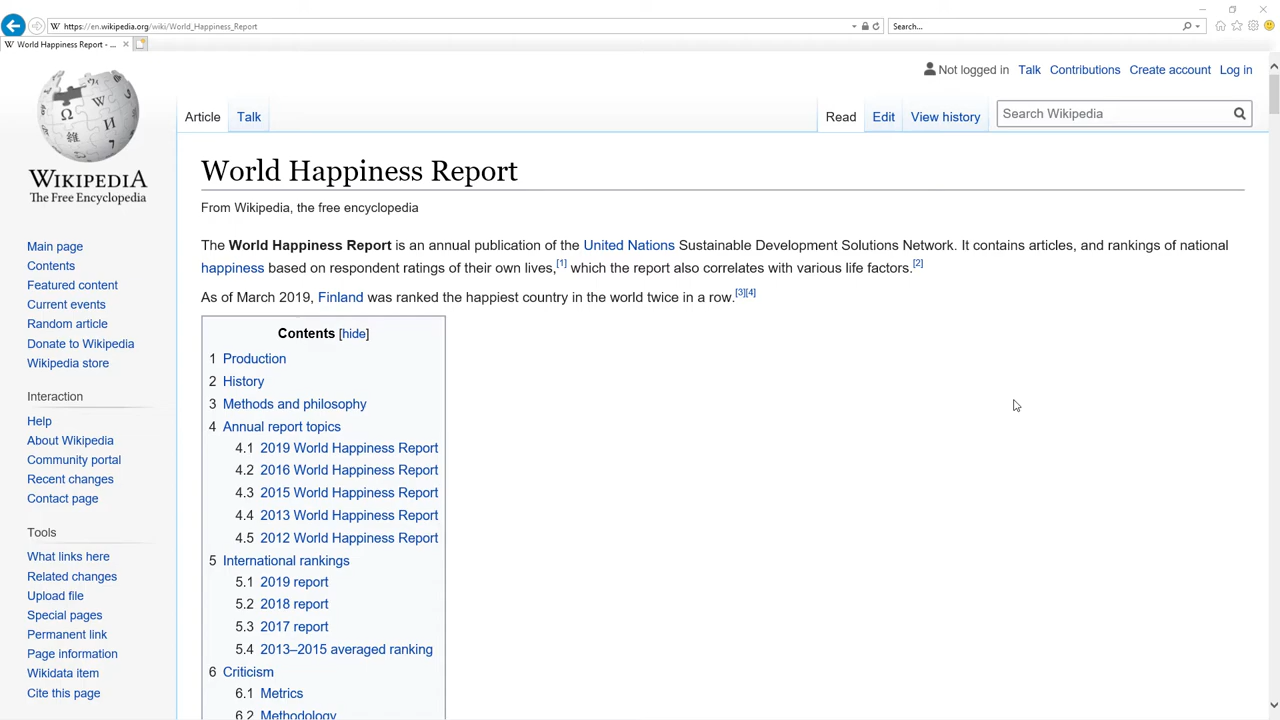 https://en.wikipedia.org/wiki/World_Happiness_Report
Search...
World Happiness Report - ...
Not logged in Talk Contributions Create account Log in
Article Talk Read Edit View history Search Wikipedia
WIKIPEDIA
The Free Encyclopedia
World Happiness Report
From Wikipedia, the free encyclopedia
The World Happiness Report is an annual publication of the United Nations Sustainable Development Solutions Network. It contains articles, and rankings of national
happiness based on respondent ratings of their own lives,[1] which the report also correlates with various life factors.[2]
As of March 2019, Finland was ranked the happiest country in the world twice in a row.[3][4]
Contents [hide]
1 Production
2 History
3 Methods and philosophy
4 Annual report topics
4.1 2019 World Happiness Report
4.2 2016 World Happiness Report
4.3 2015 World Happiness Report
4.4 2013 World Happiness Report
4.5 2012 World Happiness Report
5 International rankings
5.1 2019 report
5.2 2018 report
5.3 2017 report
5.4 2013–2015 averaged ranking
6 Criticism
6.1 Metrics
6.2 Methodology
Main page
Contents
Featured content
Current events
Random article
Donate to Wikipedia
Wikipedia store
Interaction
Help
About Wikipedia
Community portal
Recent changes
Contact page
Tools
What links here
Related changes
Upload file
Special pages
Permanent link
Page information
Wikidata item
Cite this page